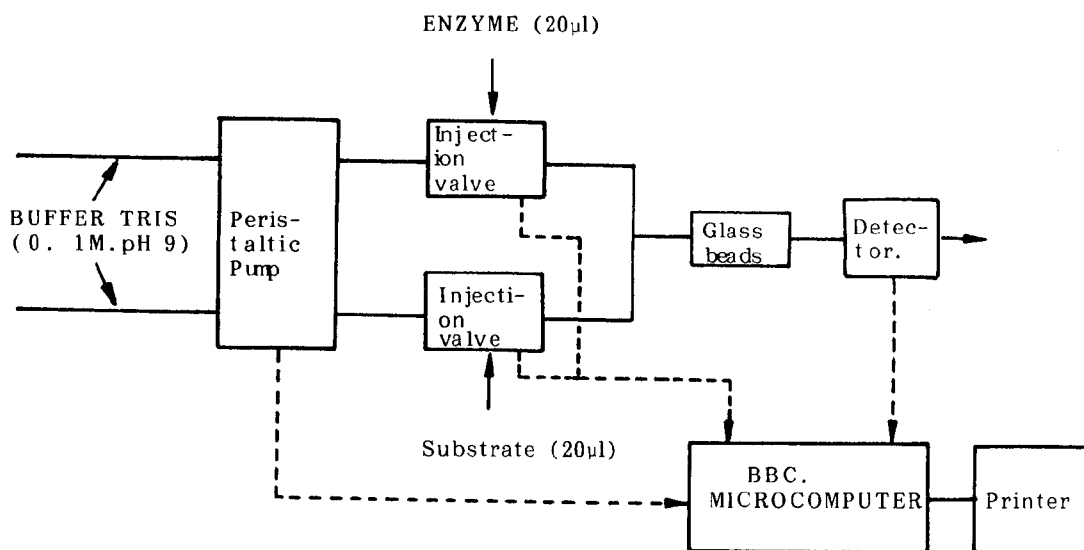 ENZYME (20µl)
Inject-
ion
valve
BUFFER TRIS
(0. 1M.pH 9)
Peris-
taltic
Pump
Glass
beads
Detec-
tor.
Injecti-
on
valve
Substrate (20µl)
BBC.
MICROCOMPUTER
Printer